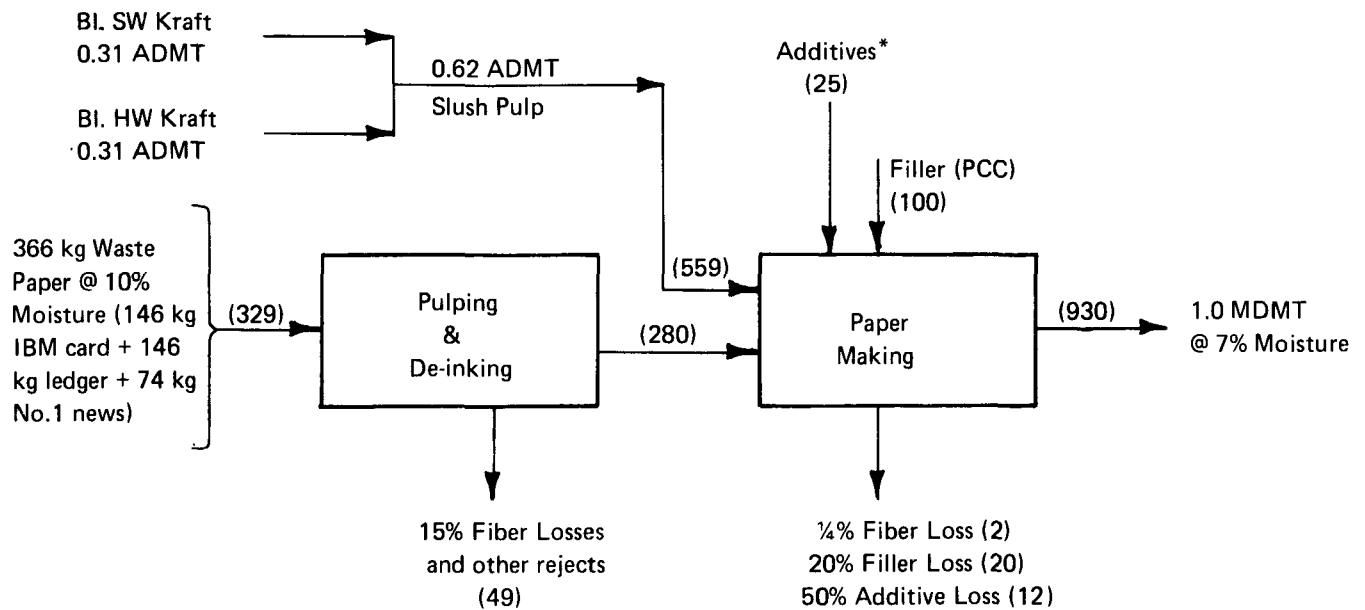 Bl. SW Kraft
0.31 ADMT
0.62 ADMT
Slush Pulp
Bl. HW Kraft
0.31 ADMT
Additives*
(25)
Filler (PCC)
(100)
366 kg Waste
Paper @ 10%
Moisture (146 kg
IBM card + 146
kg ledger + 74 kg
No.1 news)
(329)
Pulping
&
De-inking
(559)
(280)
Paper
Making
(930)
1.0 MDMT
@ 7% Moisture
15% Fiber Losses
and other rejects
(49)
¼% Fiber Loss (2)
20% Filler Loss (20)
50% Additive Loss (12)